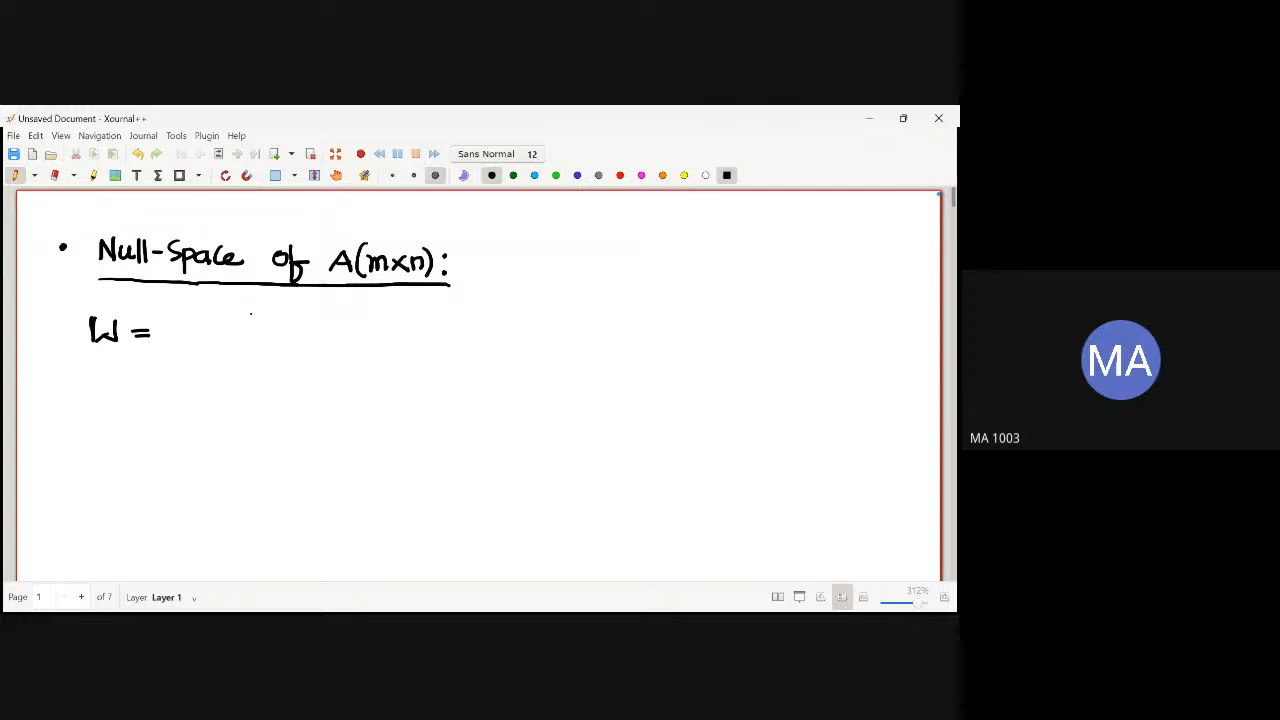 Unsaved Document - Xournal++
File Edit View Navigation Journal Tools Plugin Help
Sans Normal 12
• Null-Space of A(m×n):
W =
MA
MA 1003
Page 1 of 7 Layer Layer 1 312%